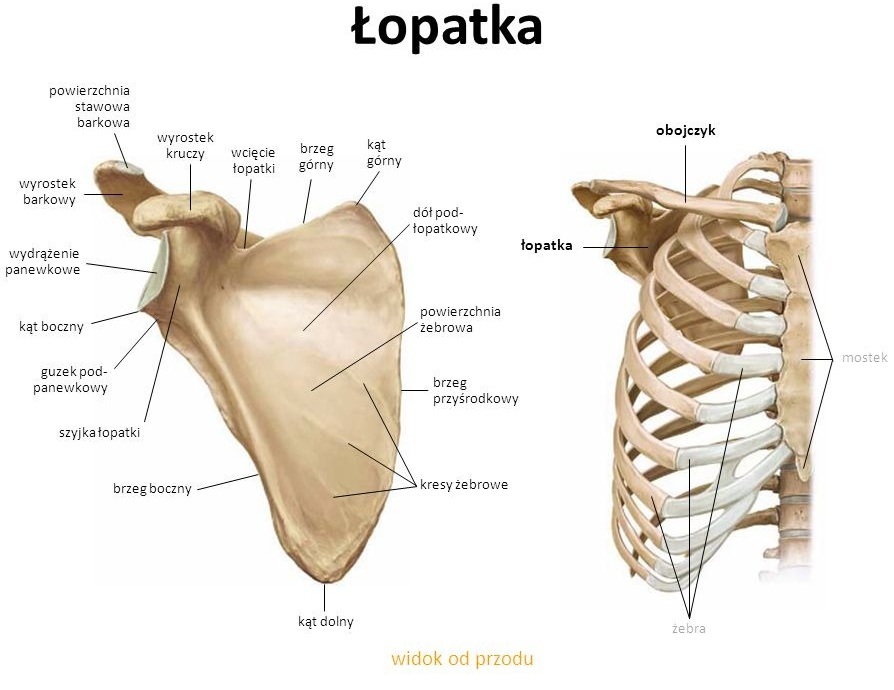 Łopatka
powierzchnia
stawowa
barkowa
wyrostek
kruczy
wcięcie
łopatki
brzeg
górny
kąt
górny
wyrostek
barkowy
dół pod-
łopatkowy
wydrążenie
panewkowe
powierzchnia
żebrowa
kąt boczny
guzek pod-
panewkowy
brzeg
przyśrodkowy
szyjka łopatki
brzeg boczny
kresy żebrowe
kąt dolny
obojczyk
łopatka
mostek
żebra
widok od przodu